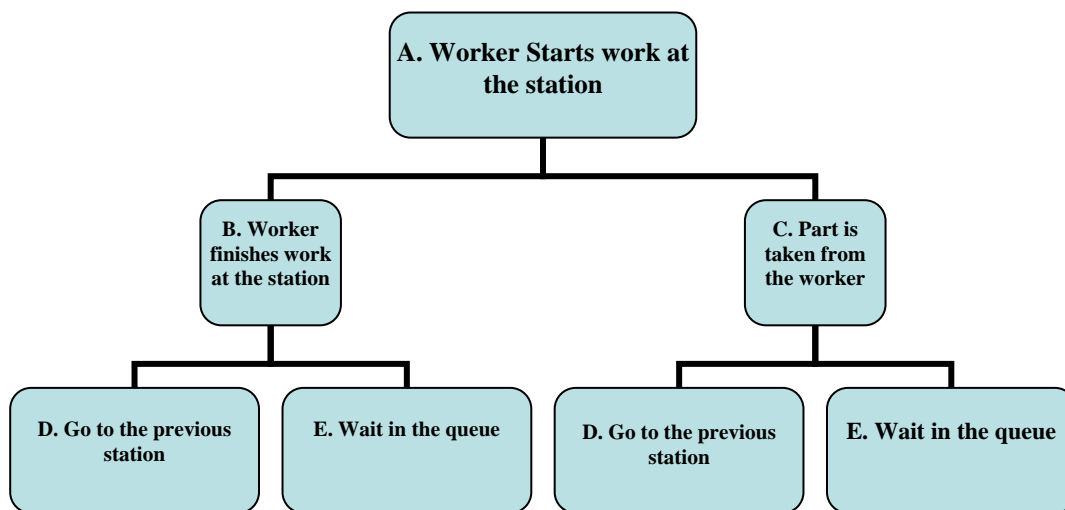 A. Worker Starts work at
the station
B. Worker
finishes work
at the station
C. Part is
taken from
the worker
D. Go to the previous
station
E. Wait in the queue
D. Go to the previous
station
E. Wait in the queue